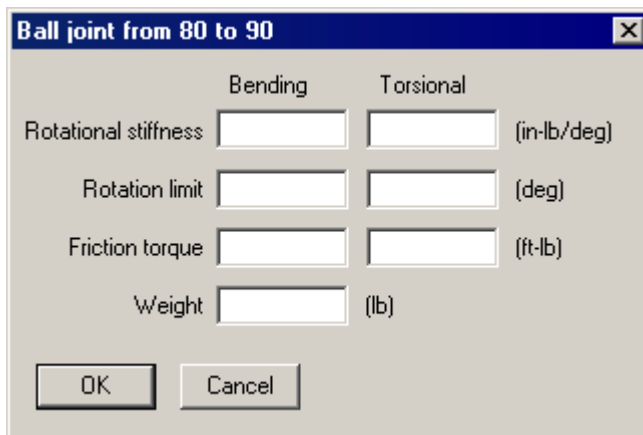 Ball joint from 80 to 90
Bending Torsional
Rotational stiffness (in-lb/deg)
Rotation limit (deg)
Friction torque (ft-lb)
Weight (lb)
OK Cancel